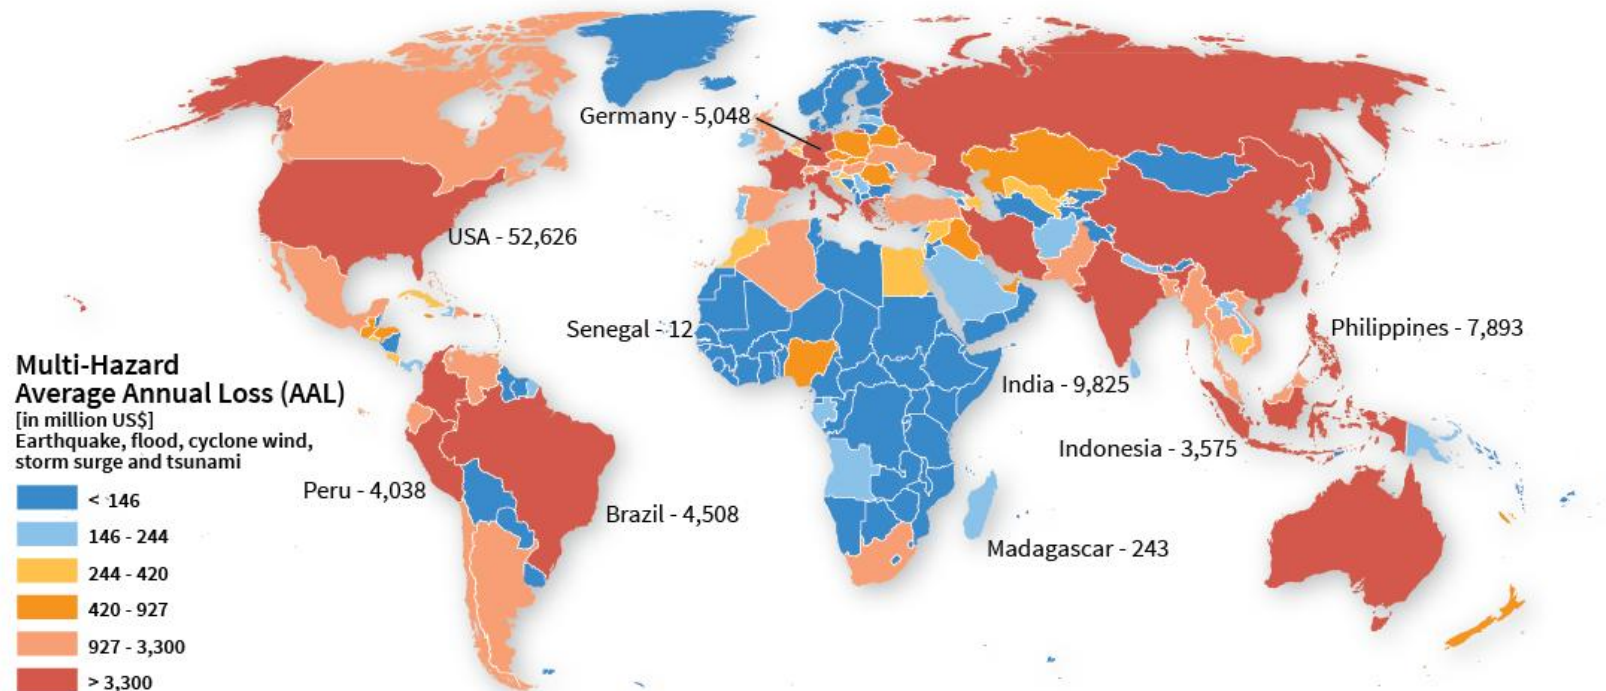 Germany - 5,048
USA - 52,626
Senegal - 12
Philippines - 7,893
India - 9,825
Indonesia - 3,575
Peru - 4,038
Brazil - 4,508
Madagascar - 243
Multi-Hazard
Average Annual Loss (AAL)
[in million US$]
Earthquake, flood, cyclone wind,
storm surge and tsunami
< 146
146 - 244
244 - 420
420 - 927
927 - 3,300
> 3,300